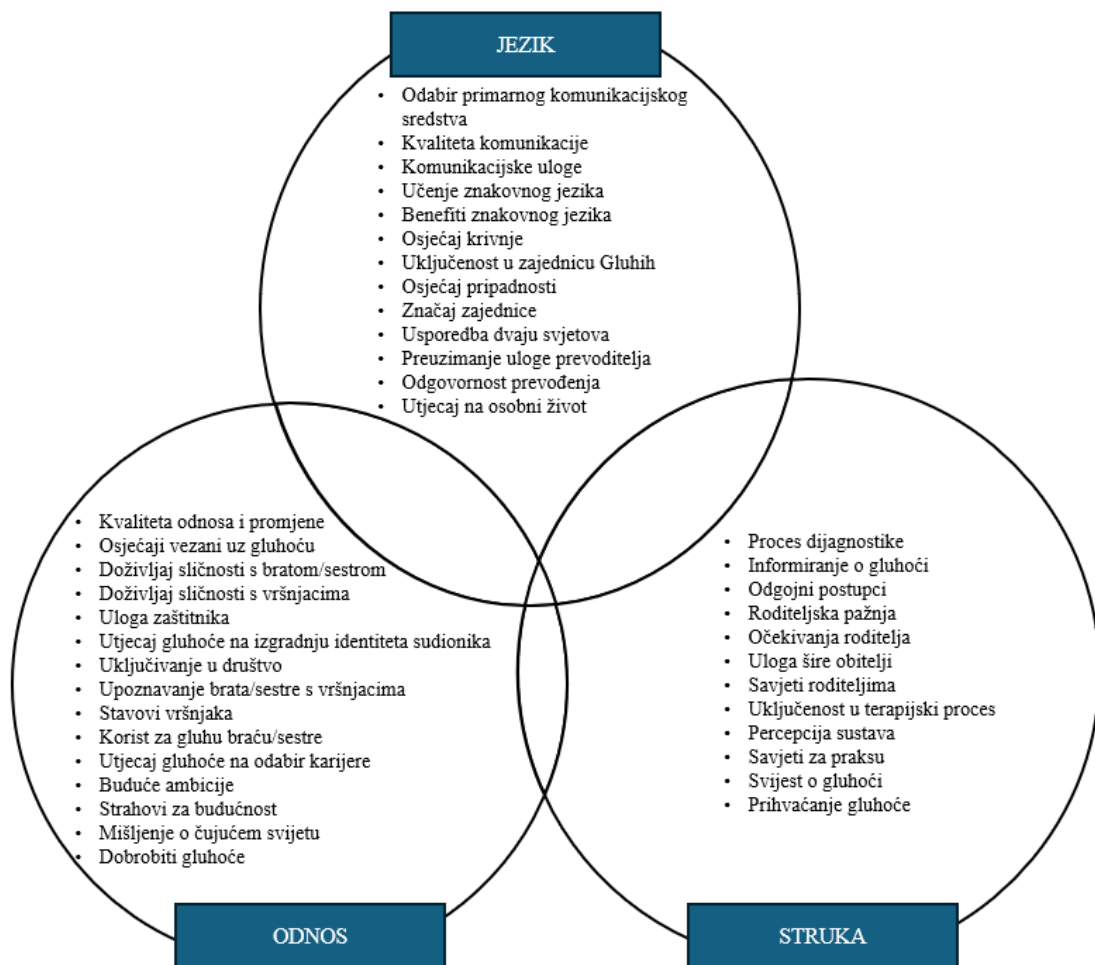 JEZIK
• Odabir primarnog komunikacijskog
sredstva
• Kvaliteta komunikacije
• Komunikacijske uloge
• Učenje znakovnog jezika
• Benefiti znakovnog jezika
• Osjećaj krivnje
• Uključenost u zajednicu Gluhih
• Osjećaj pripadnosti
• Značaj zajednice
• Usporedba dvaju svjetova
• Preuzimanje uloge prevoditelja
• Odgovornost prevođenja
• Utjecaj na osobni život
• Kvaliteta odnosa i promjene
• Osjećaji vezani uz gluhoću
• Doživljaj sličnosti s bratom/sestrom
• Doživljaj sličnosti s vršnjacima
• Uloga zaštitnika
• Utjecaj gluhoće na izgradnju identiteta sudionika
• Uključivanje u društvo
• Upoznavanje brata/sestre s vršnjacima
• Stavovi vršnjaka
• Korist za gluhu braću/sestre
• Utjecaj gluhoće na odabir karijere
• Buduće ambicije
• Strahovi za budućnost
• Mišljenje o čujućem svijetu
• Dobrobiti gluhoće
ODNOS
• Proces dijagnostike
• Informiranje o gluhoći
• Odgojni postupci
• Roditeljska pažnja
• Očekivanja roditelja
• Uloga šire obitelji
• Savjeti roditeljima
• Uključenost u terapijski proces
• Percepcija sustava
• Savjeti za praksu
• Svijest o gluhoći
• Prihvaćanje gluhoće
STRUKA